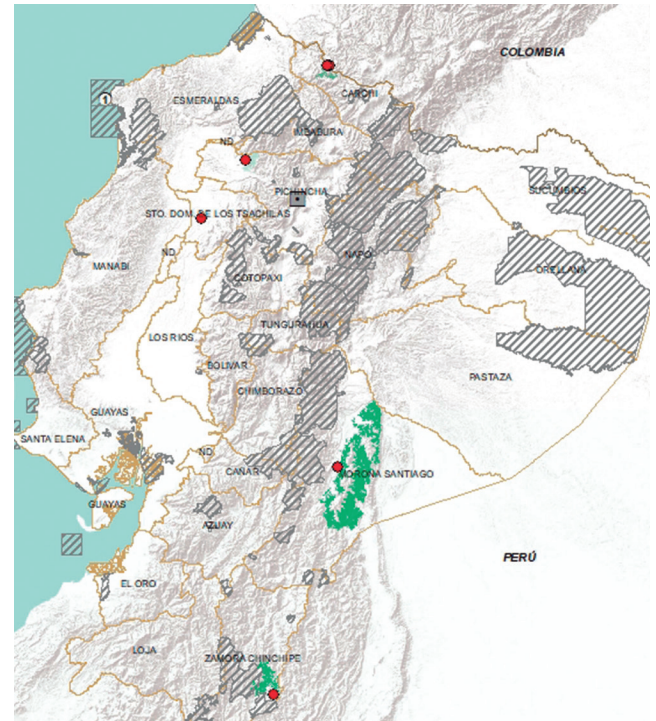 COLOMBIA
CARCHI
1
ESMERALDAS
IMBABURA
ND
SUCUMBIOS
PICHINCHA
STO. DOM. DE LOS TSACHILAS
ND
NAPO
MANABI
ORELLANA
COTOPAXI
TUNGURAHUA
LOS RIOS
BOLIVAR
PASTAZA
CHIMBORAZO
GUAYAS
SANTA ELENA
ND
CAÑAR
MORONA SANTIAGO
GUAYAS
AZUAY
PERÚ
EL ORO
LOJA
ZAMORA CHINCHIPE